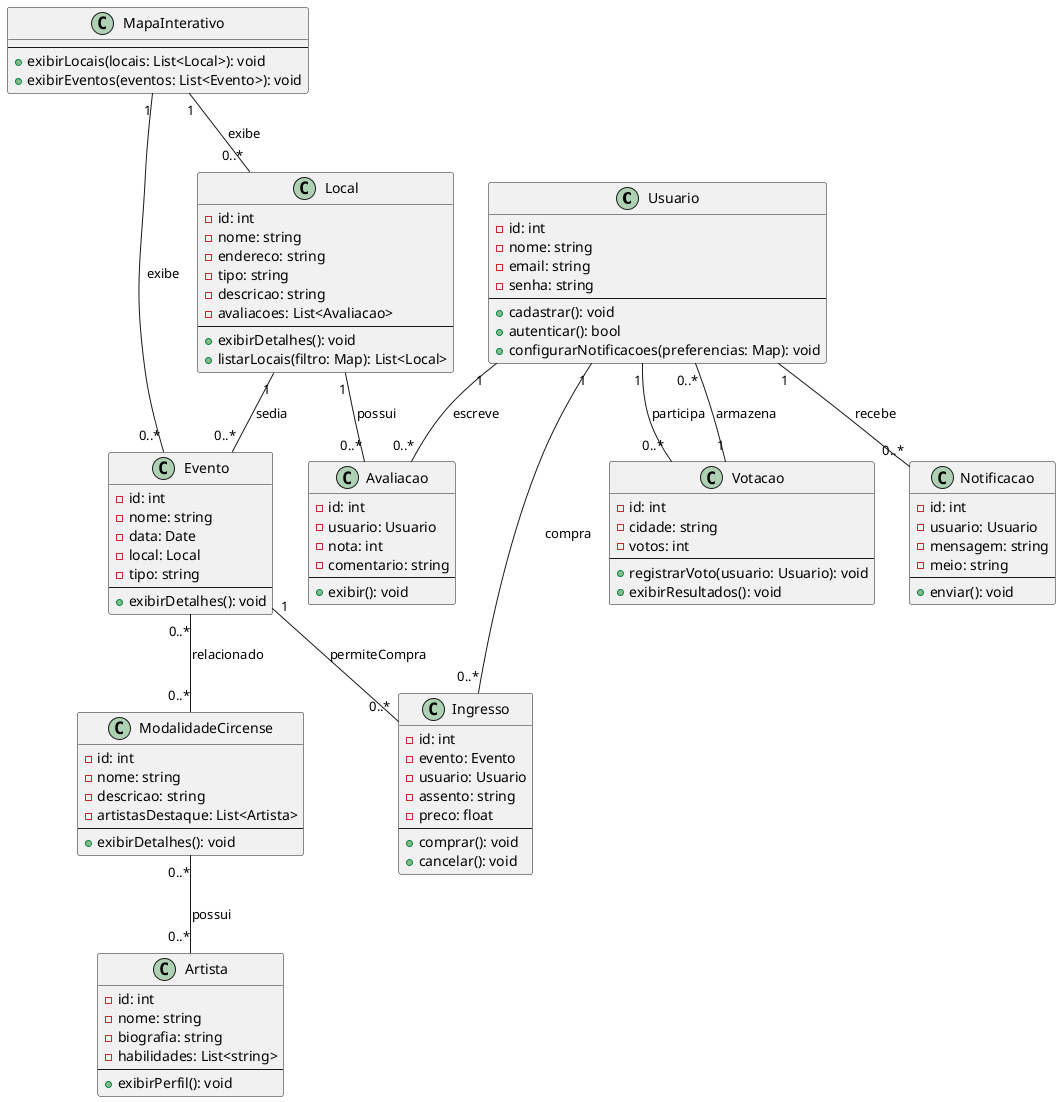 C MapaInterativo
+exibirLocais(locais: List<Local>): void
+exibirEventos(eventos: List<Evento>): void
1
1
exibe
0..*
C Local
id: int
nome: string
endereco: string
tipo: string
descricao: string
avaliacoes: List<Avaliacao>
exibirDetalhes(): void
listarLocais(filtro: Map): List<Local>
C Usuario
id: int
nome: string
email: string
senha: string
cadastrar(): void
autenticar(): bool
configurarNotificacoes(preferencias: Map): void
exibe
0..*
1
sedia
0..*
1
possui
0..*
1
escreve
0..*
1
compra
0..*
1
participa
0..*
0..*
armazena
1
1
recebe
0..*
C Evento
id: int
nome: string
data: Date
local: Local
tipo: string
exibirDetalhes(): void
C Avaliacao
id: int
usuario: Usuario
nota: int
comentario: string
exibir(): void
C Votacao
id: int
cidade: string
votos: int
registrarVoto(usuario: Usuario): void
exibirResultados(): void
C Notificacao
id: int
usuario: Usuario
mensagem: string
meio: string
enviar(): void
0..*
relacionado
0..*
1
permiteCompra
0..*
C ModalidadeCircense
id: int
nome: string
descricao: string
artistasDestaque: List<Artista>
exibirDetalhes(): void
C Ingresso
id: int
evento: Evento
usuario: Usuario
assento: string
preco: float
comprar(): void
cancelar(): void
0..*
possui
0..*
C Artista
id: int
nome: string
biografia: string
habilidades: List<string>
exibirPerfil(): void